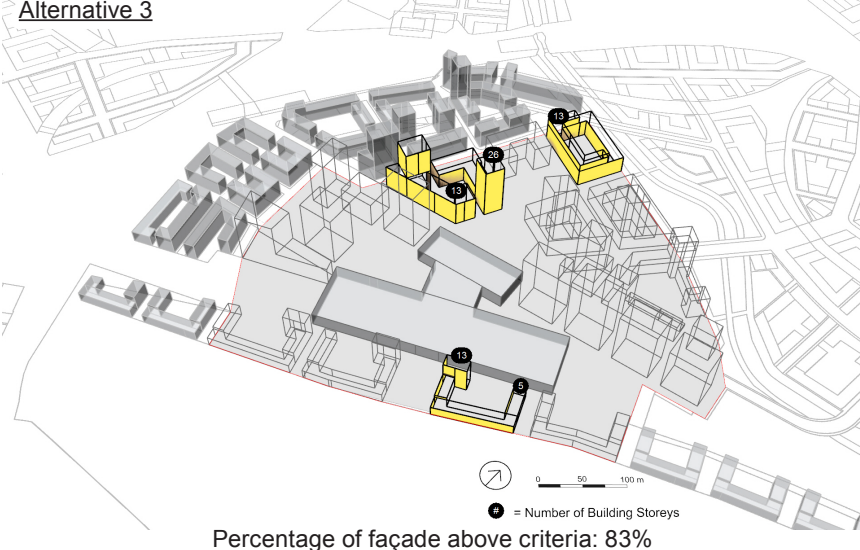 Alternative 3
13
26
13
13
5
0 50 100 m
# = Number of Building Storeys
Percentage of façade above criteria: 83%